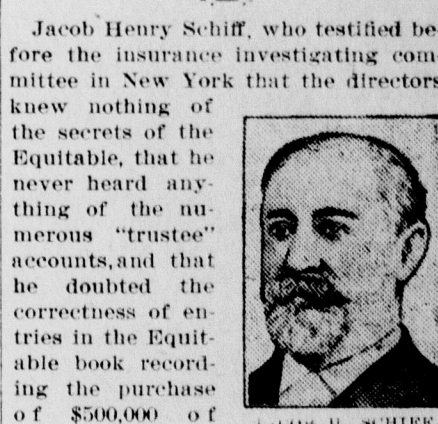 Jacob Henry Schiff, who testified be-
fore the insurance investigating com-
mittee in New York that the directors
knew nothing of
the secrets of the
Equitable, that he
never heard any-
thing of the nu-
merous "trustee"
accounts, and that
he doubted the
correctness of en-
tries in the Equit-
able book record-
ing the purchase
of $500,000 of
H. SCHIFF